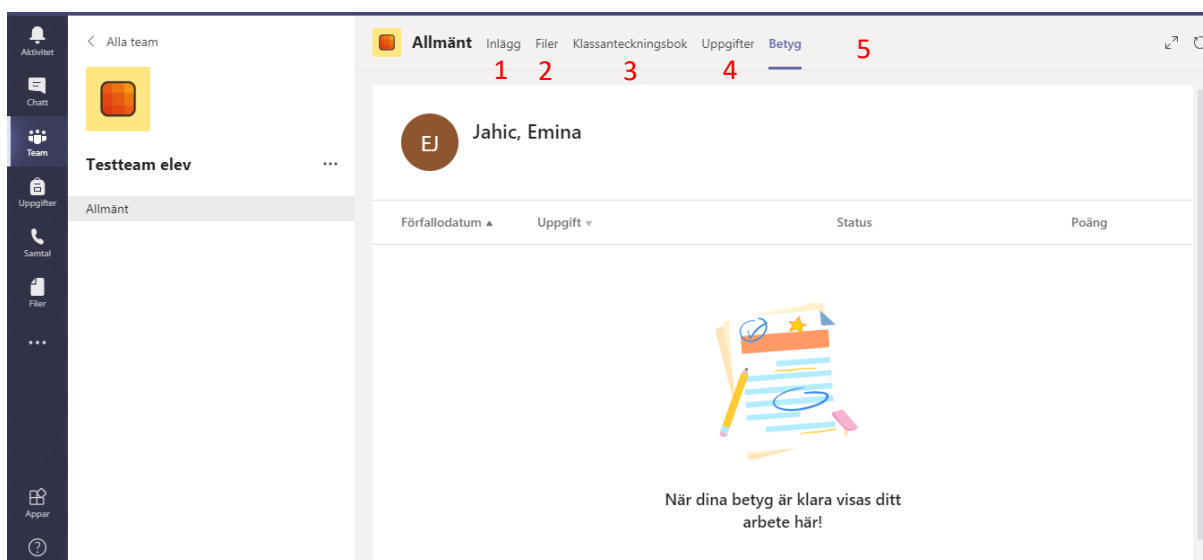 Aktivitet
Chatt
Team
Uppgifter
Samtal
Filer
Appar
Alla team
Testteam elev
Allmänt
Allmänt Inlägg Filer Klassanteckningsbok Uppgifter Betyg 5
1 2 3 4
EJ Jahic, Emina
Förfallodatum Uppgift Status Poäng
När dina betyg är klara visas ditt
arbete här!